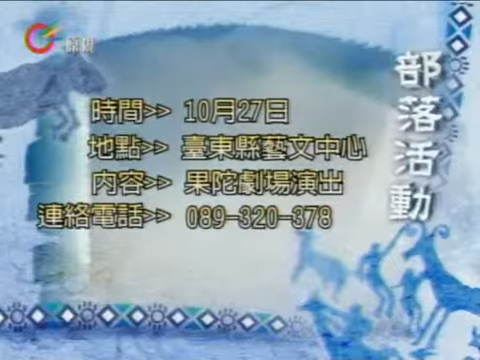 部落活動
時間>> 10月27日
地點>> 臺東縣藝文中心
內容>> 果陀劇場演出
連絡電話>> 089-320-378